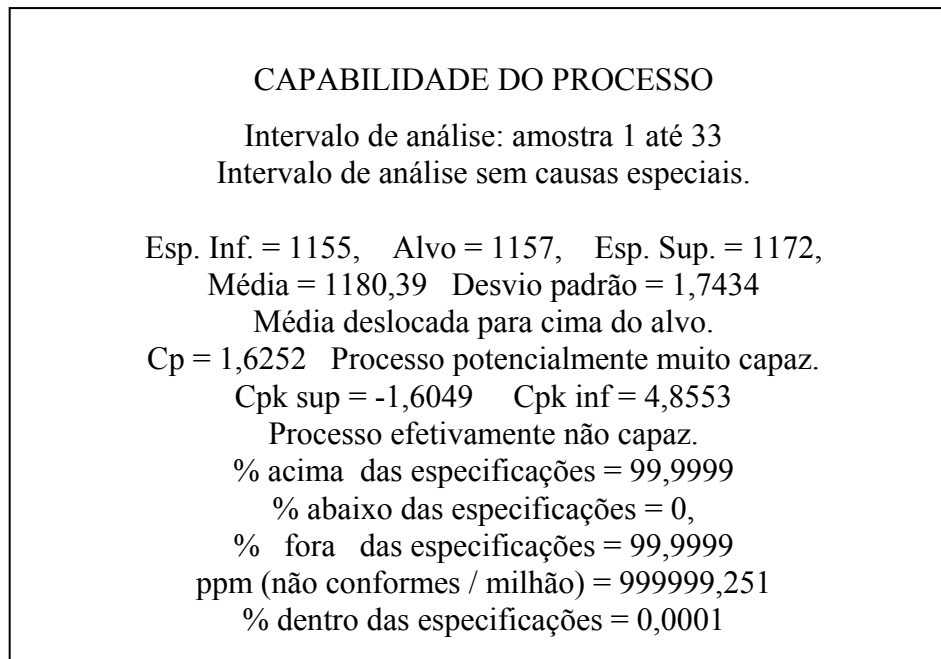 CAPABILIDADE DO PROCESSO
Intervalo de análise: amostra 1 até 33
Intervalo de análise sem causas especiais.
Esp. Inf. = 1155, Alvo = 1157, Esp. Sup. = 1172,
Média = 1180,39 Desvio padrão = 1,7434
Média deslocada para cima do alvo.
Cp = 1,6252 Processo potencialmente muito capaz.
Cpk sup = -1,6049 Cpk inf = 4,8553
Processo efetivamente não capaz.
% acima das especificações = 99,9999
% abaixo das especificações = 0,
% fora das especificações = 99,9999
ppm (não conformes / milhão) = 999999,251
% dentro das especificações = 0,0001